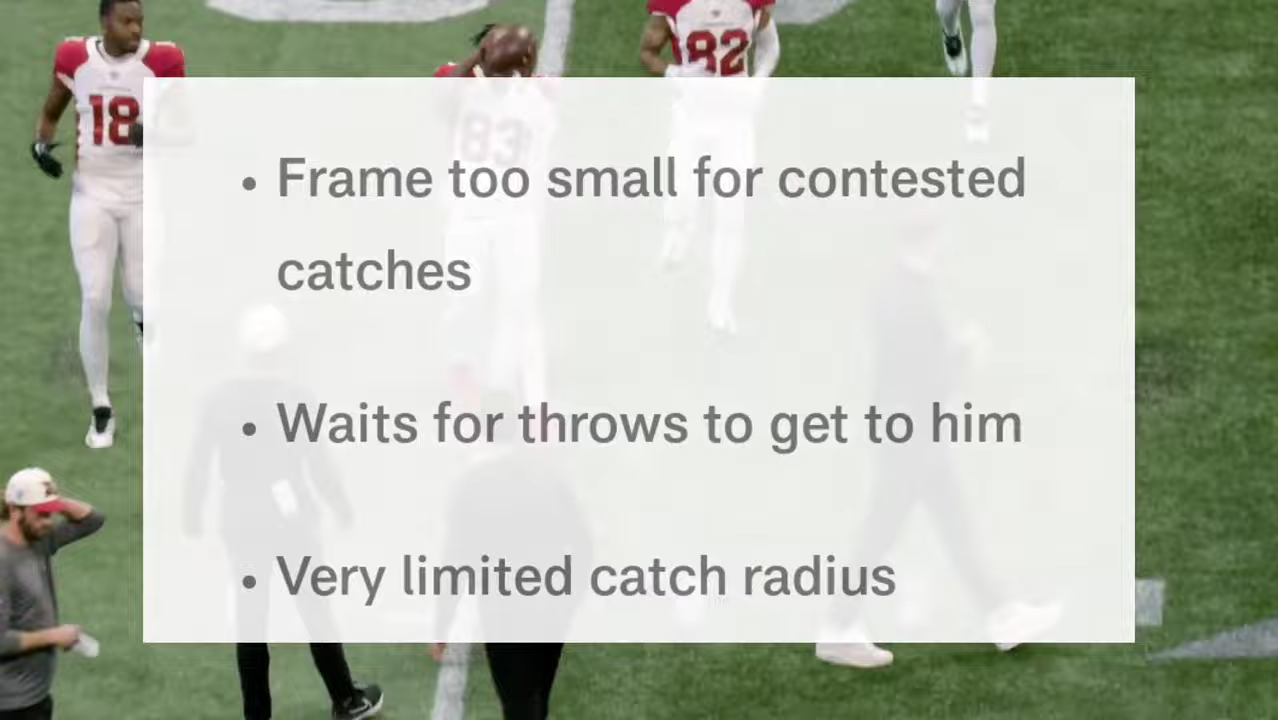 18
83
82
• Frame too small for contested
catches
• Waits for throws to get to him
• Very limited catch radius